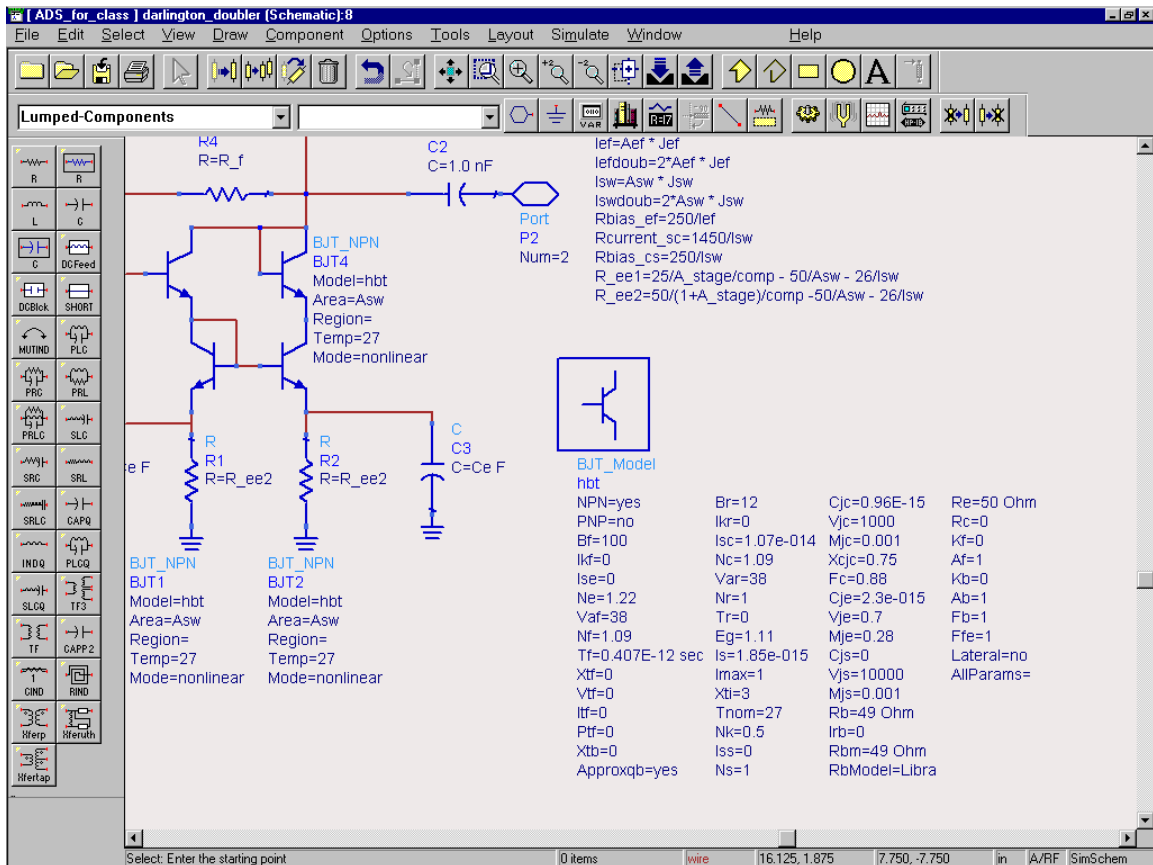 [ ADS_for_class ] darlington_doubler (Schematic):8
File Edit Select View Draw Component Options Tools Layout Simulate Window Help
Lumped-Components
R R
L C
C DCFeed
DCBlck SHORT
MUTIND PLC
PRC PRL
PRLC SLC
SRC SRL
SRLC CAPQ
INDQ PLCQ
SLCQ TF3
TF CAPP2
CIND RIND
Xferp Xferuth
Xfertap
R4
R=R_f
C2
C=1.0 nF
Port
P2
Num=2
BJT_NPN
BJT4
Model=hbt
Area=Asw
Region=
Temp=27
Mode=nonlinear
Ief=Aef * Jef
Iefdoub=2*Aef * Jef
Isw=Asw * Jsw
Iswdoub=2*Asw * Jsw
Rbias_ef=250/Ief
Rcurrent_sc=1450/Isw
Rbias_cs=250/Isw
R_ee1=25/A_stage/comp - 50/Asw - 26/Isw
R_ee2=50/(1+A_stage)/comp -50/Asw - 26/Isw
Ce F
R
R1
R=R_ee2
R
R2
R=R_ee2
C
C3
C=Ce F
BJT_NPN
BJT1
Model=hbt
Area=Asw
Region=
Temp=27
Mode=nonlinear
BJT_NPN
BJT2
Model=hbt
Area=Asw
Region=
Temp=27
Mode=nonlinear
BJT_Model
hbt
NPN=yes Br=12 Cjc=0.96E-15 Re=50 Ohm
PNP=no Ikr=0 Vjc=1000 Rc=0
Bf=100 Isc=1.07e-014 Mjc=0.001 Kf=0
Ikf=0 Nc=1.09 Xcjc=0.75 Af=1
Ise=0 Var=38 Fc=0.88 Kb=0
Ne=1.22 Nr=1 Cje=2.3e-015 Ab=1
Vaf=38 Tr=0 Vje=0.7 Fb=1
Nf=1.09 Eg=1.11 Mje=0.28 Ffe=1
Tf=0.407E-12 sec Is=1.85e-015 Cjs=0 Lateral=no
Xtf=0 Imax=1 Vjs=10000 AllParams=
Vtf=0 Xti=3 Mjs=0.001
Itf=0 Tnom=27 Rb=49 Ohm
Ptf=0 Nk=0.5 Irb=0
Xtb=0 Iss=0 Rbm=49 Ohm
Approxqb=yes Ns=1 RbModel=Libra
Select: Enter the starting point 0 items wire 16.125, 1.875 7.750, -7.750 in A/RF SimSchem